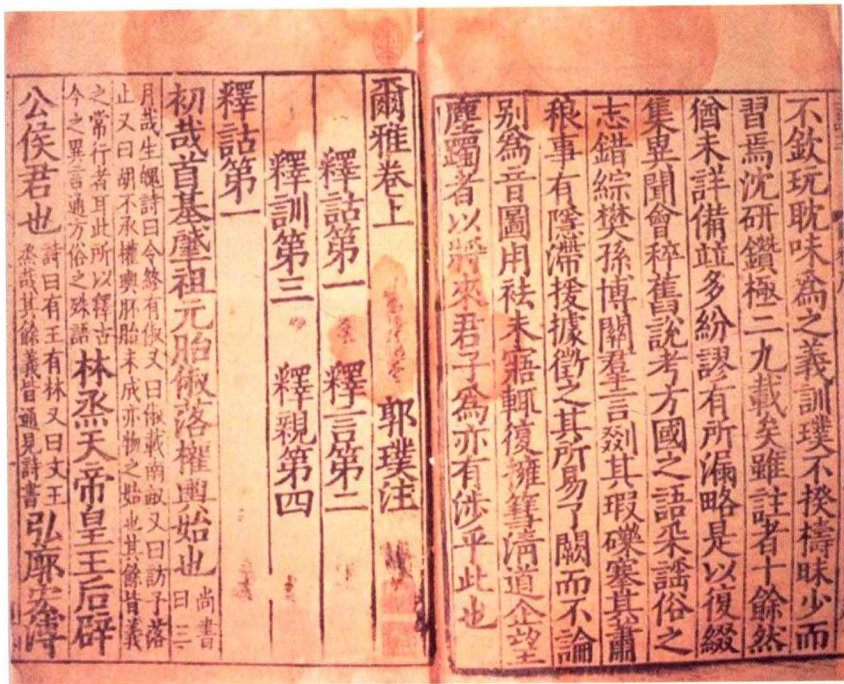 不欽玩耽味為之義訓璞不揆檮昧少而
習焉沈研鑽極二九載矣雖註者十餘然
猶未詳備竝多紛謬有所漏略是以復綴
集異聞會稡舊說考方國之語采謠俗之
志錯綜樊孫博關羣言剟其瑕礫搴其蕭
稂事有隱滯援據徵之其所易了闕而不論
別為音圖用袪未寤輒復擁篲清道企望
塵躅者以將來君子為亦有涉乎此也
爾雅卷上 郭璞注
釋詁第一 釋言第二
釋訓第三 釋親第四
釋詁第一
初哉首基肇祖元胎俶落權輿始也 尚書曰三
月哉生魄詩曰令終有俶又曰俶載南畝又曰訪予落
止又曰胡不承權輿胚胎未成亦物之始也其餘皆義
之常行者耳此所以釋古今之異言通方俗之殊語 林烝天帝皇王后辟
公侯君也 詩曰有王有林又曰文王烝哉其餘義皆通見詩書 弘廓宏溥